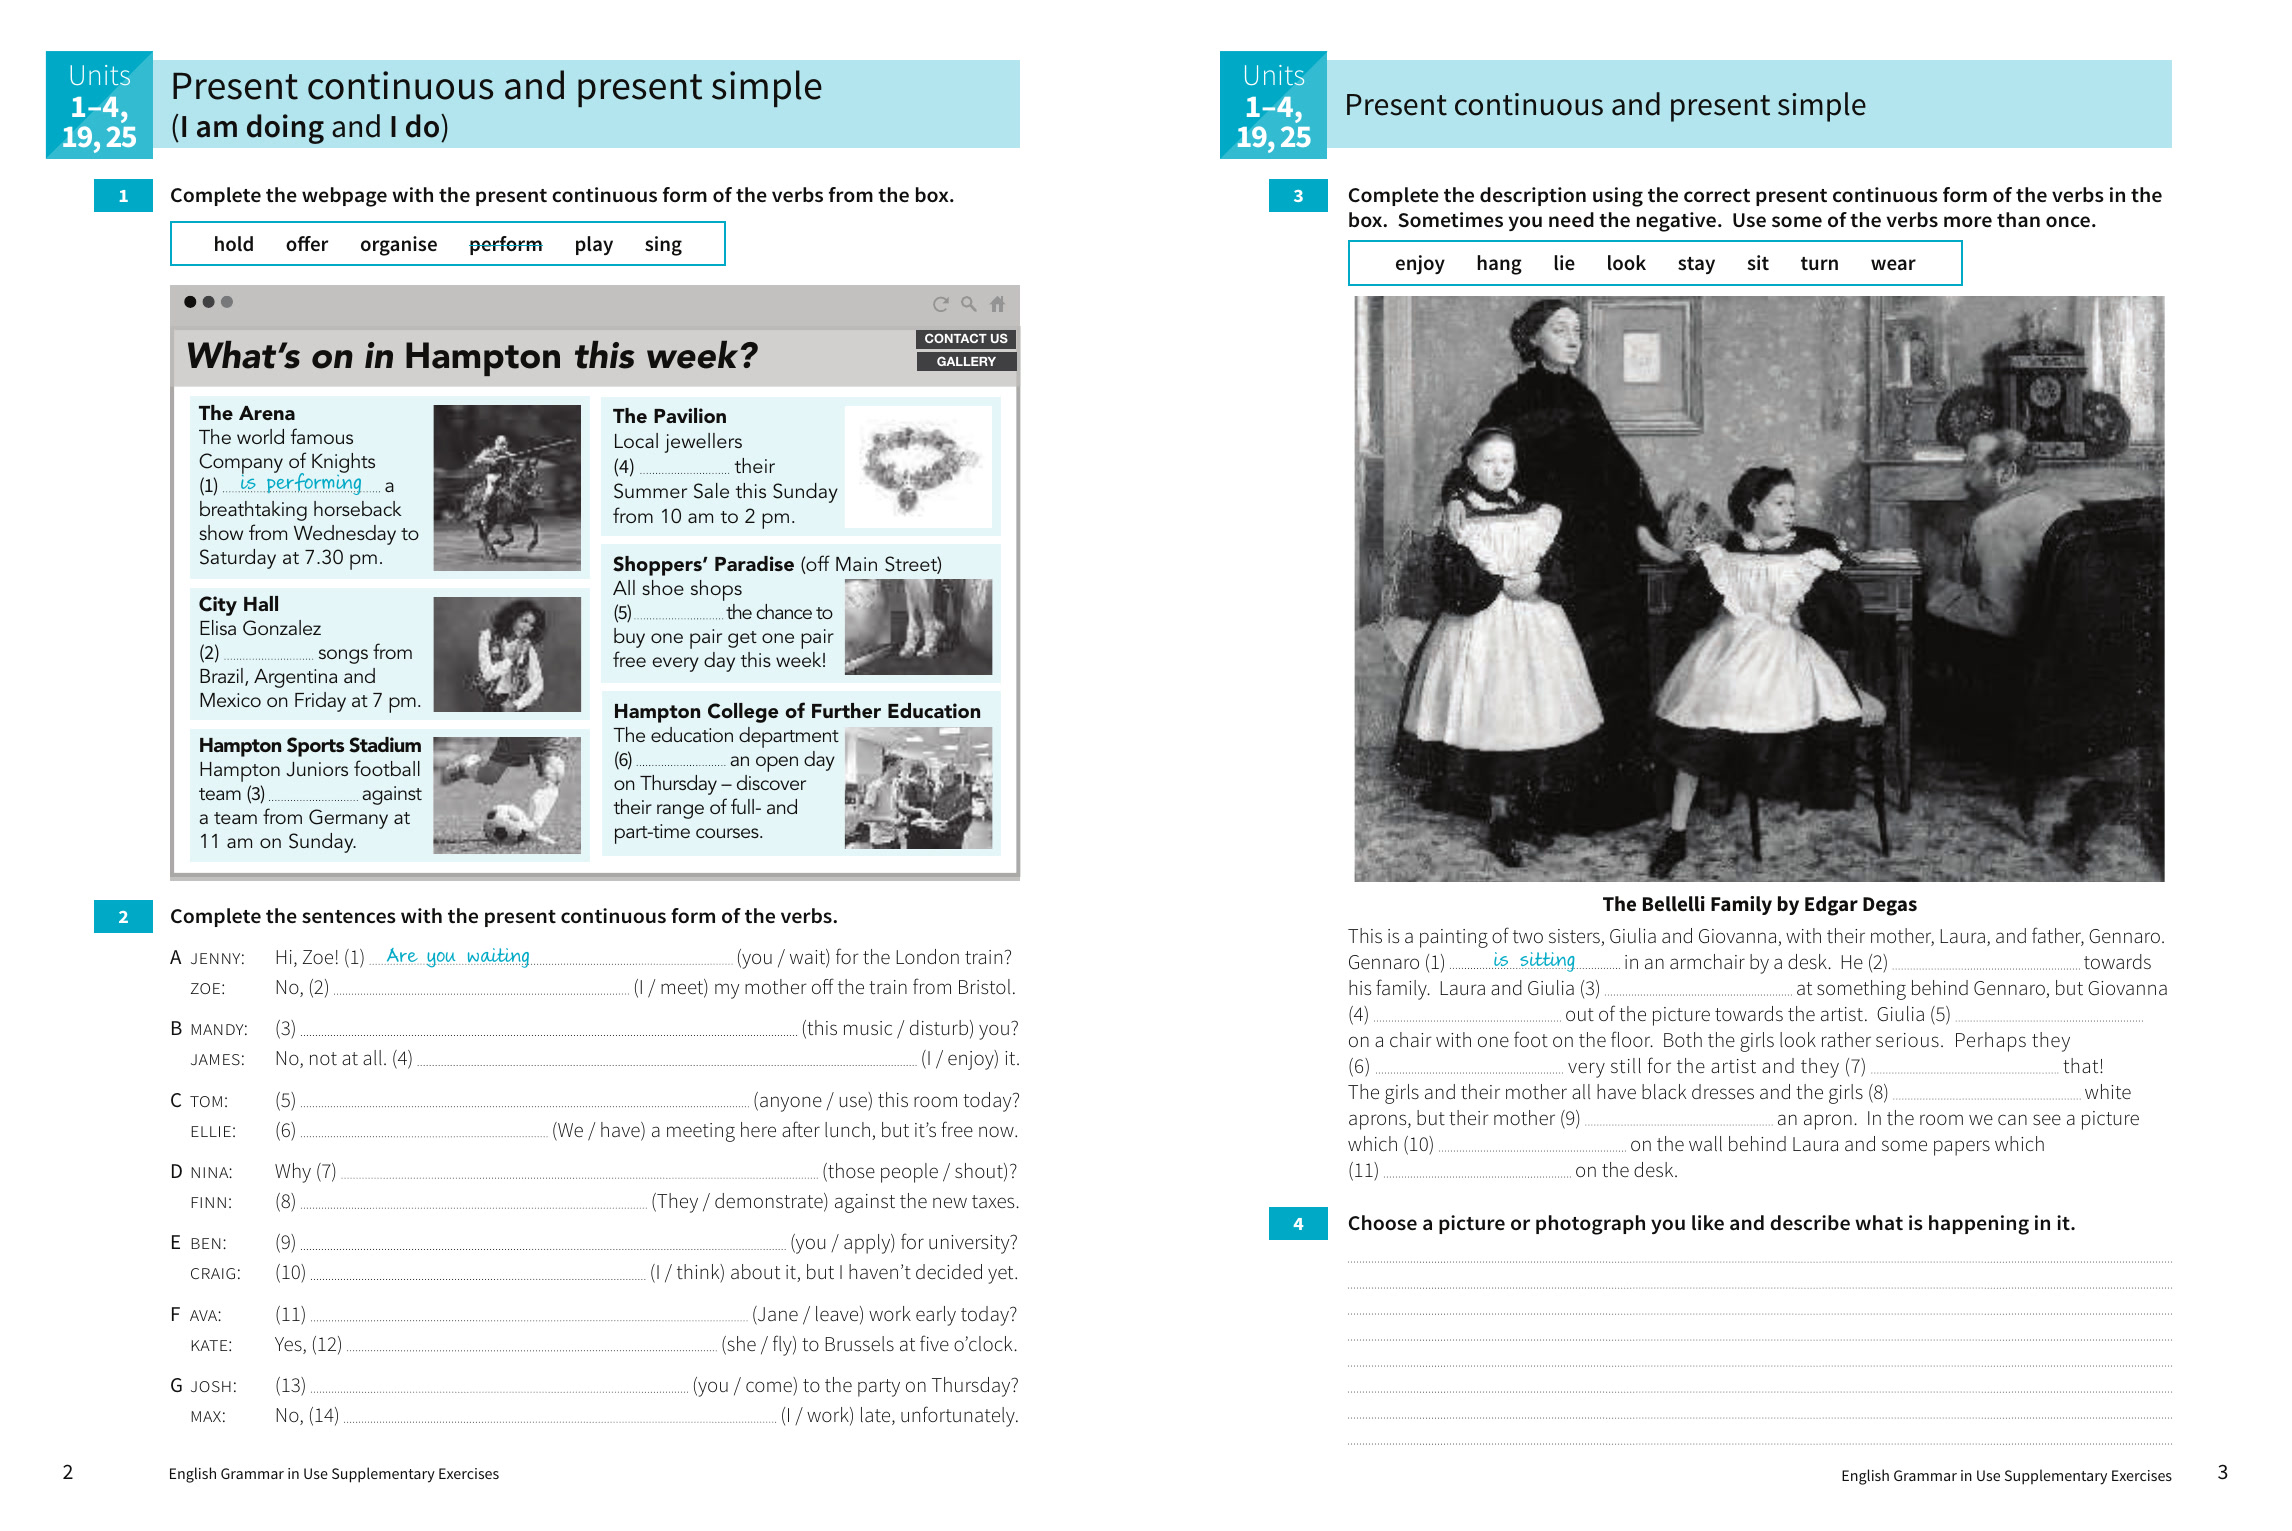 Units
1–4,
19, 25
Present continuous and present simple
(I am doing and I do)
1 Complete the webpage with the present continuous form of the verbs from the box.
hold offer organise perform play sing
What's on in Hampton this week?
CONTACT US
GALLERY
The Arena
The world famous
Company of Knights
(1) is performing a
breathtaking horseback
show from Wednesday to
Saturday at 7.30 pm.
City Hall
Elisa Gonzalez
(2) ........................ songs from
Brazil, Argentina and
Mexico on Friday at 7 pm.
Hampton Sports Stadium
Hampton Juniors football
team (3) ........................ against
a team from Germany at
11 am on Sunday.
The Pavilion
Local jewellers
(4) ........................ their
Summer Sale this Sunday
from 10 am to 2 pm.
Shoppers' Paradise (off Main Street)
All shoe shops
(5) ........................ the chance to
buy one pair get one pair
free every day this week!
Hampton College of Further Education
The education department
(6) ........................ an open day
on Thursday – discover
their range of full- and
part-time courses.
2 Complete the sentences with the present continuous form of the verbs.
A JENNY: Hi, Zoe! (1) Are you waiting (you / wait) for the London train?
ZOE: No, (2) ........................ (I / meet) my mother off the train from Bristol.
B MANDY: (3) ........................ (this music / disturb) you?
JAMES: No, not at all. (4) ........................ (I / enjoy) it.
C TOM: (5) ........................ (anyone / use) this room today?
ELLIE: (6) ........................ (We / have) a meeting here after lunch, but it's free now.
D NINA: Why (7) ........................ (those people / shout)?
FINN: (8) ........................ (They / demonstrate) against the new taxes.
E BEN: (9) ........................ (you / apply) for university?
CRAIG: (10) ........................ (I / think) about it, but I haven't decided yet.
F AVA: (11) ........................ (Jane / leave) work early today?
KATE: Yes, (12) ........................ (she / fly) to Brussels at five o'clock.
G JOSH: (13) ........................ (you / come) to the party on Thursday?
MAX: No, (14) ........................ (I / work) late, unfortunately.
2 English Grammar in Use Supplementary Exercises
Units
1–4,
19, 25
Present continuous and present simple
3 Complete the description using the correct present continuous form of the verbs in the
box. Sometimes you need the negative. Use some of the verbs more than once.
enjoy hang lie look stay sit turn wear
The Bellelli Family by Edgar Degas
This is a painting of two sisters, Giulia and Giovanna, with their mother, Laura, and father, Gennaro.
Gennaro (1) is sitting in an armchair by a desk. He (2) ........................ towards
his family. Laura and Giulia (3) ........................ at something behind Gennaro, but Giovanna
(4) ........................ out of the picture towards the artist. Giulia (5) ........................
on a chair with one foot on the floor. Both the girls look rather serious. Perhaps they
(6) ........................ very still for the artist and they (7) ........................ that!
The girls and their mother all have black dresses and the girls (8) ........................ white
aprons, but their mother (9) ........................ an apron. In the room we can see a picture
which (10) ........................ on the wall behind Laura and some papers which
(11) ........................ on the desk.
4 Choose a picture or photograph you like and describe what is happening in it.
English Grammar in Use Supplementary Exercises 3